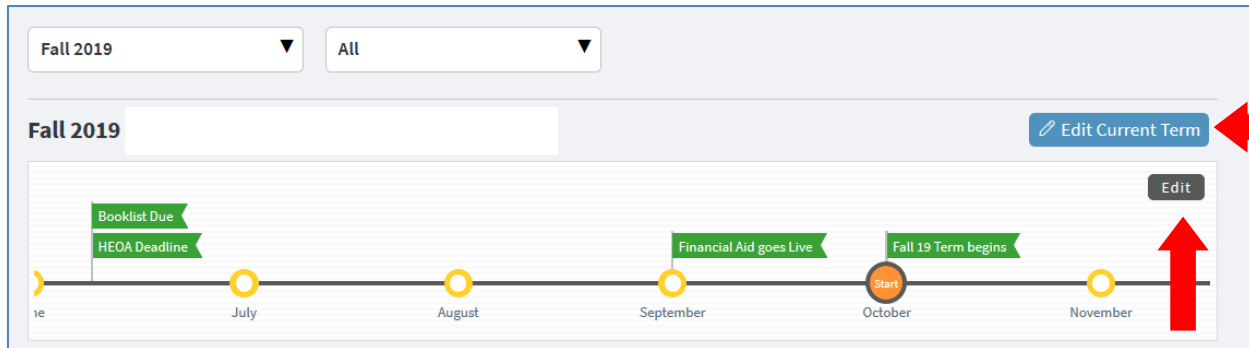 Fall 2019
All
Fall 2019
Edit Current Term
Edit
Booklist Due
HEOA Deadline
Financial Aid goes Live
Fall 19 Term begins
Start
ne
July
August
September
October
November